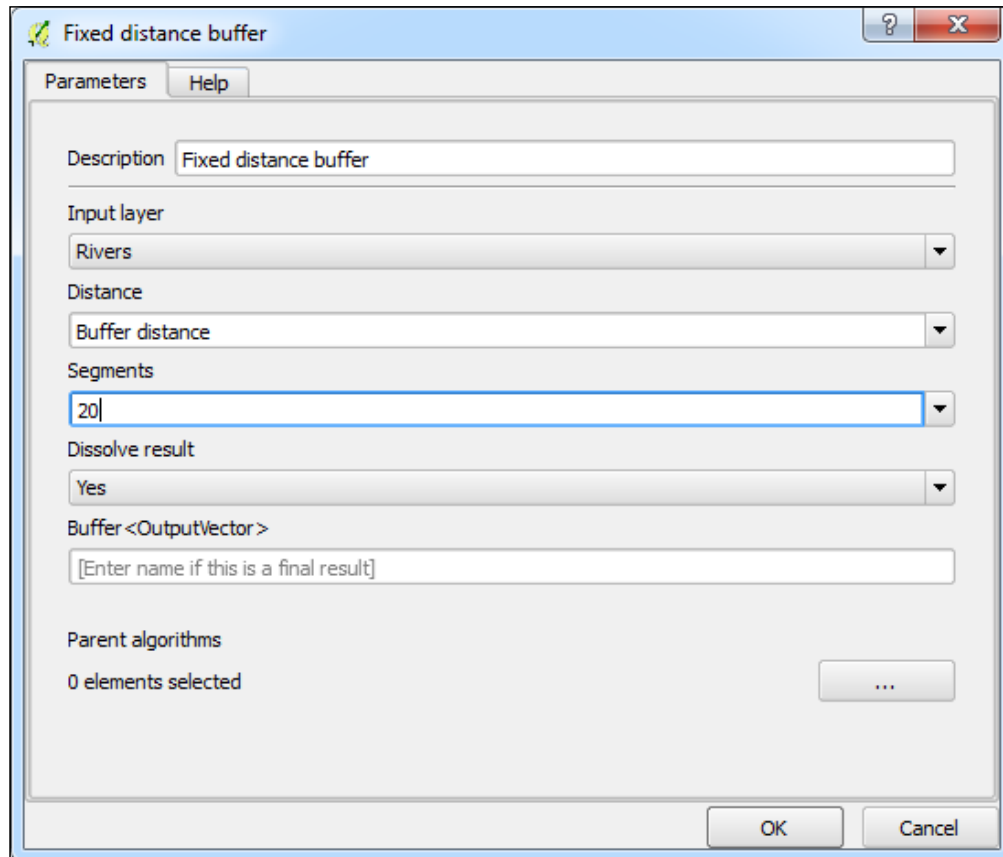 Fixed distance buffer
?
Parameters Help
Description Fixed distance buffer
Input layer
Rivers
Distance
Buffer distance
Segments
20
Dissolve result
Yes
Buffer<OutputVector>
[Enter name if this is a final result]
Parent algorithms
0 elements selected ...
OK Cancel